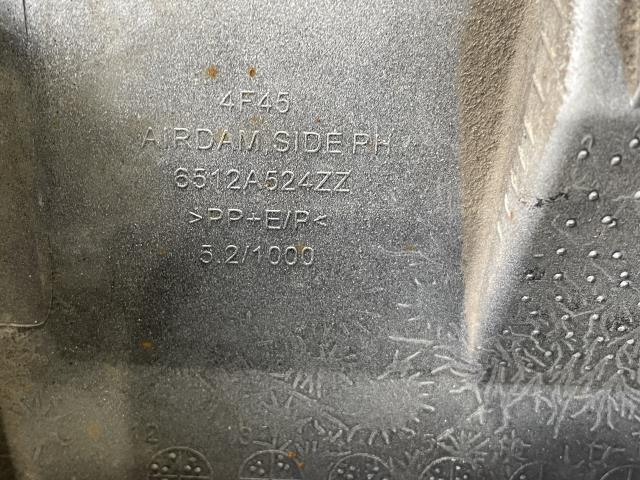 4F45
AIRDAM, SIDE RH
6512A524ZZ
>PP+E/P<
5.2/1000